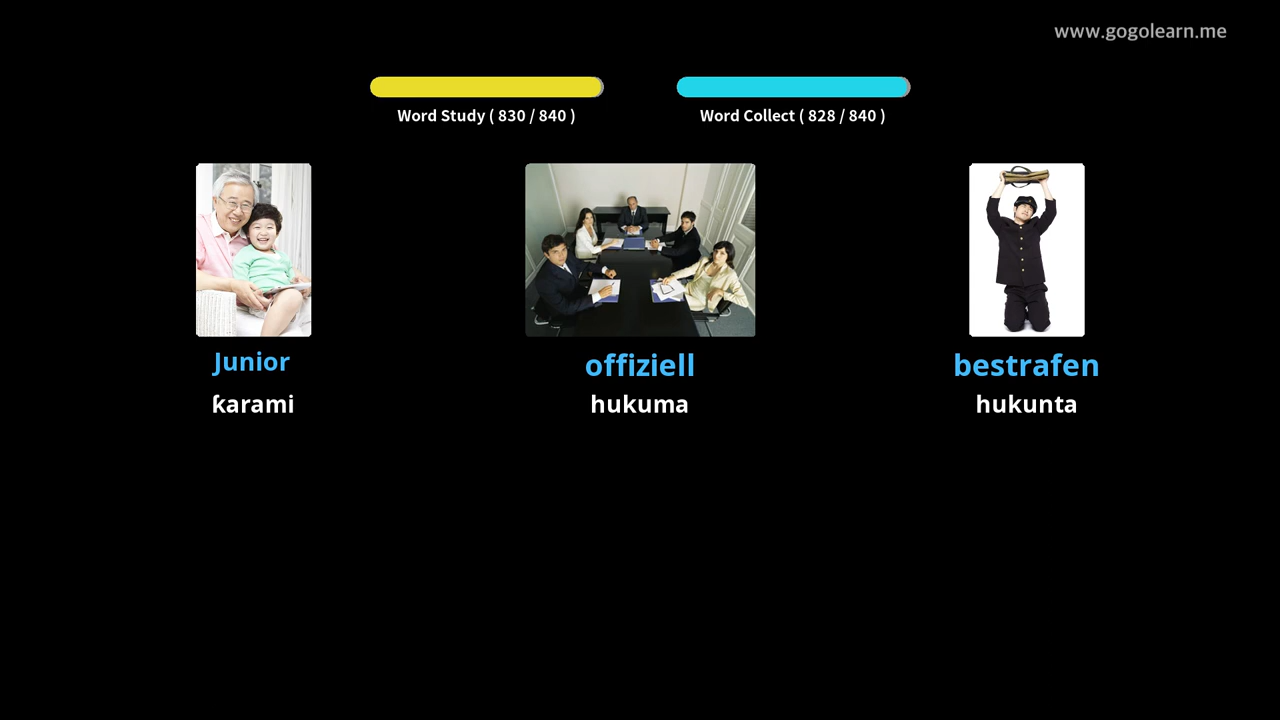 www.gogolearn.me
Word Study ( 830 / 840 )
Word Collect ( 828 / 840 )
Junior
ƙarami
offiziell
hukuma
bestrafen
hukunta